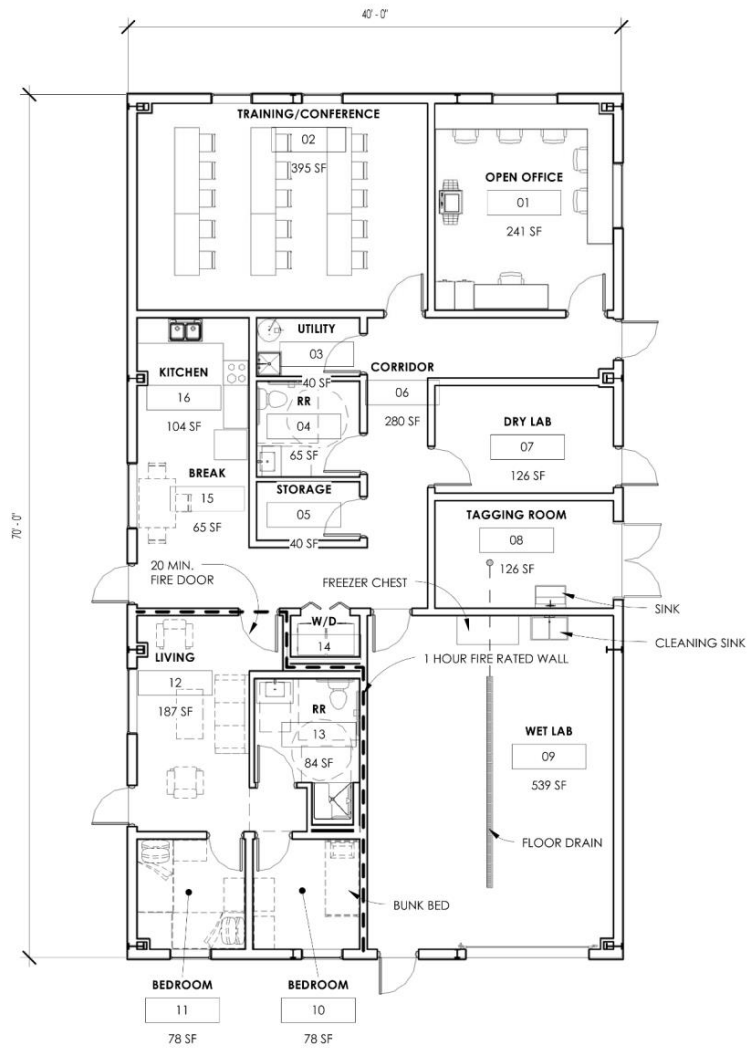 40' - 0"
70' - 0"
TRAINING/CONFERENCE
02
395 SF
OPEN OFFICE
01
241 SF
UTILITY
03
40 SF
CORRIDOR
06
280 SF
KITCHEN
16
104 SF
RR
04
65 SF
DRY LAB
07
126 SF
BREAK
15
65 SF
STORAGE
05
40 SF
TAGGING ROOM
08
126 SF
20 MIN.
FIRE DOOR
FREEZER CHEST
SINK
W/D
14
CLEANING SINK
1 HOUR FIRE RATED WALL
LIVING
12
187 SF
RR
13
84 SF
WET LAB
09
539 SF
FLOOR DRAIN
BUNK BED
BEDROOM
11
78 SF
BEDROOM
10
78 SF